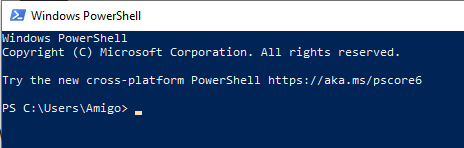 Windows PowerShell
Windows PowerShell
Copyright (C) Microsoft Corporation. All rights reserved.
Try the new cross-platform PowerShell https://aka.ms/pscore6
PS C:\Users\Amigo>